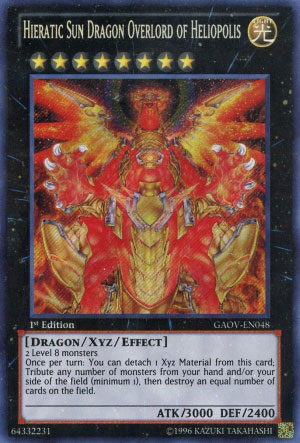 Hieratic Sun Dragon Overlord of Heliopolis
光
1st Edition
GAOV-EN048
[Dragon/Xyz/Effect]
2 Level 8 monsters
Once per turn: You can detach 1 Xyz Material from this card;
Tribute any number of monsters from your hand and/or your
side of the field (minimum 1), then destroy an equal number of
cards on the field.
ATK/3000 DEF/2400
64332231
©1996 KAZUKI TAKAHASHI